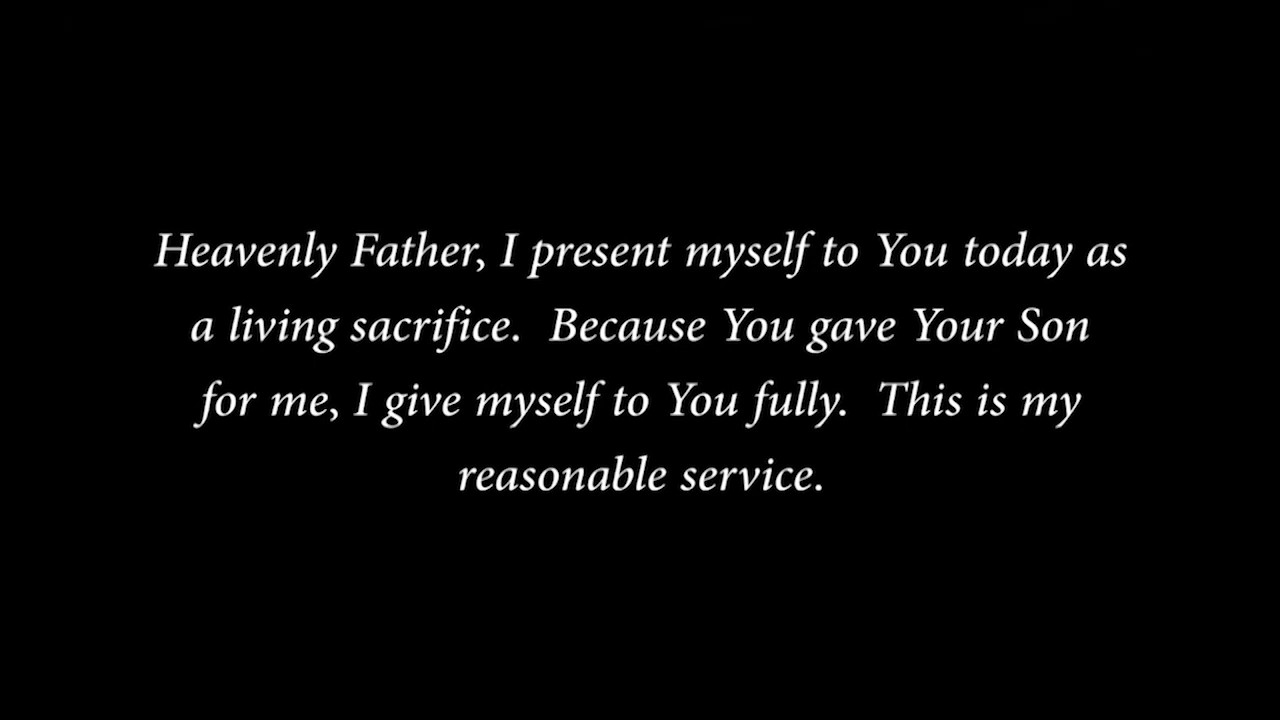 Heavenly Father, I present myself to You today as
a living sacrifice.  Because You gave Your Son
for me, I give myself to You fully.  This is my
reasonable service.